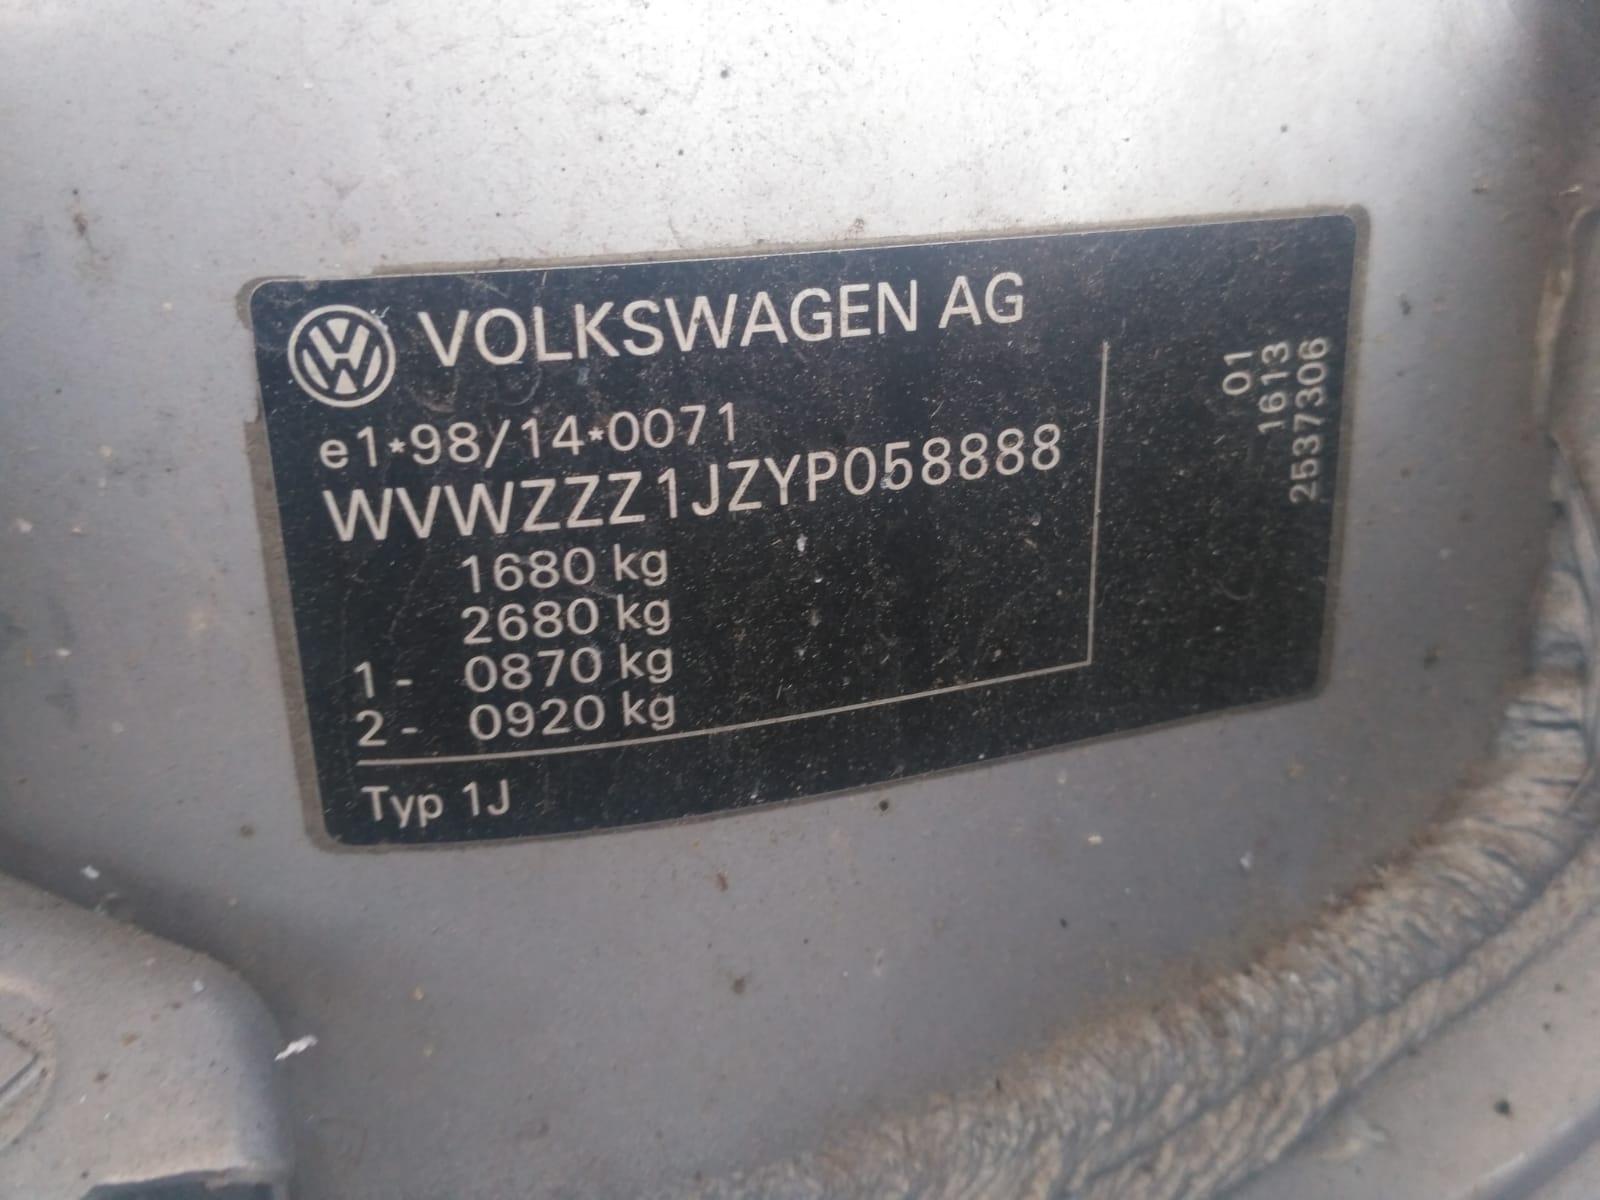 VOLKSWAGEN AG
e1*98/14*0071
WVWZZZ1JZYP058888
1680 kg
2680 kg
1- 0870 kg
2- 0920 kg
Typ 1J
01
1613
2537306